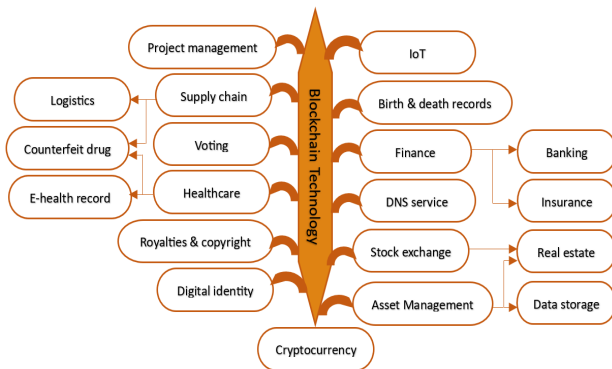 Project management
IoT
Supply chain
Logistics
Birth & death records
Counterfeit drug
Voting
Finance
Banking
E-health record
Healthcare
DNS service
Insurance
Royalties & copyright
Stock exchange
Real estate
Digital identity
Asset Management
Data storage
Cryptocurrency
Blockchain Technology